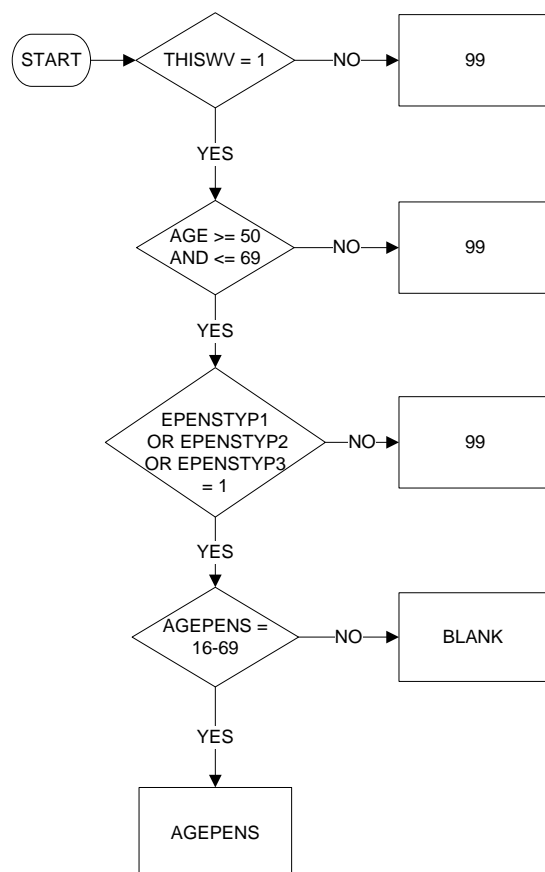 START
THISWV = 1
NO
99
YES
AGE >= 50
AND <= 69
NO
99
YES
EPENSTYP1
OR EPENSTYP2
OR EPENSTYP3
= 1
NO
99
YES
AGEPENS =
16-69
NO
BLANK
YES
AGEPENS